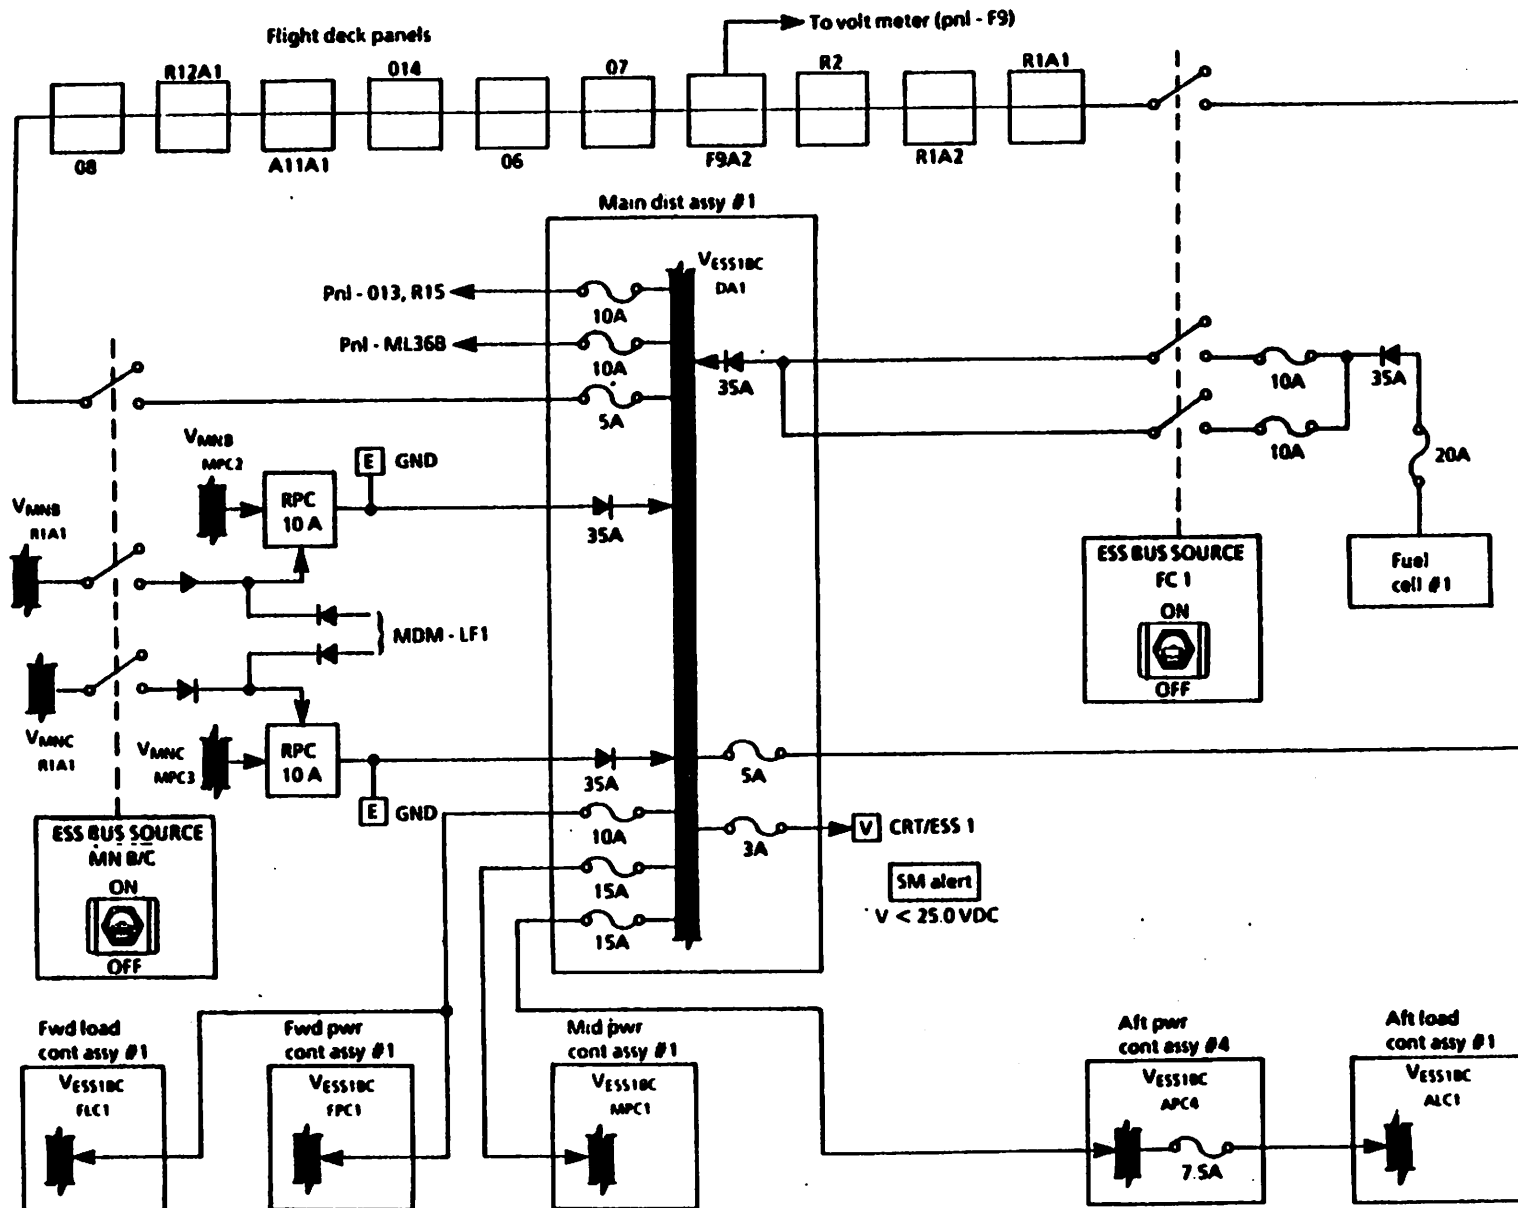 To volt meter (pnl - F9)
Flight deck panels
R12A1
014
07
R2
R1A1
08
A11A1
06
F9A2
R1A2
Main dist assy #1
VESS1BC
DA1
Pnl - 013, R15
10A
Pnl - ML36B
10A
35A
5A
10A
35A
10A
20A
VMNB
MPC2
E GND
RPC
10 A
35A
VMNB
R1A1
MDM - LF1
ESS BUS SOURCE
FC 1
ON
OFF
Fuel
cell #1
VMNC
R1A1
VMNC
MPC3
RPC
10 A
35A
E GND
5A
10A
3A
V CRT/ESS 1
15A
SM alert
V < 25.0 VDC
15A
ESS BUS SOURCE
MN B/C
ON
OFF
Fwd load
cont assy #1
VESS1BC
FLC1
Fwd pwr
cont assy #1
VESS1BC
FPC1
Mid pwr
cont assy #1
VESS1BC
MPC1
Aft pwr
cont assy #4
VESS1BC
APC4
7.5A
Aft load
cont assy #1
VESS1BC
ALC1